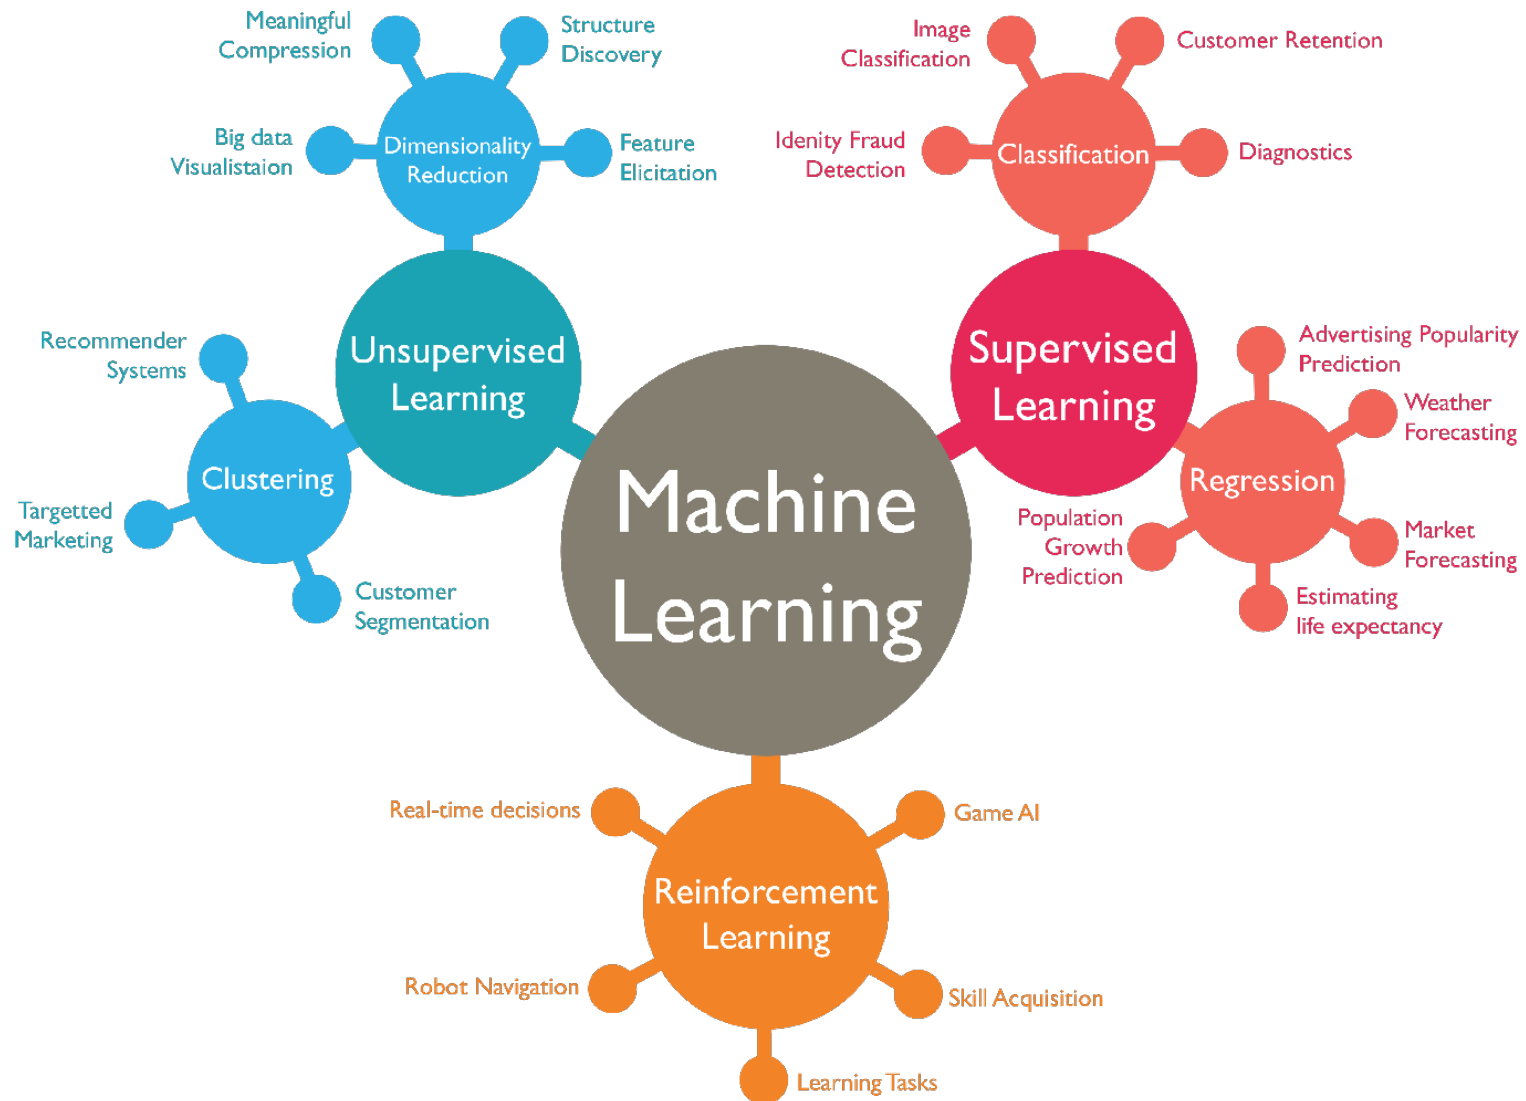 Meaningful
Compression
Structure
Discovery
Big data
Visualistaion
Dimensionality
Reduction
Feature
Elicitation
Image
Classification
Customer Retention
Idenity Fraud
Detection
Classification
Diagnostics
Unsupervised
Learning
Supervised
Learning
Recommender
Systems
Clustering
Targetted
Marketing
Customer
Segmentation
Machine
Learning
Advertising Popularity
Prediction
Weather
Forecasting
Regression
Population
Growth
Prediction
Market
Forecasting
Estimating
life expectancy
Real-time decisions
Game AI
Reinforcement
Learning
Robot Navigation
Skill Acquisition
Learning Tasks